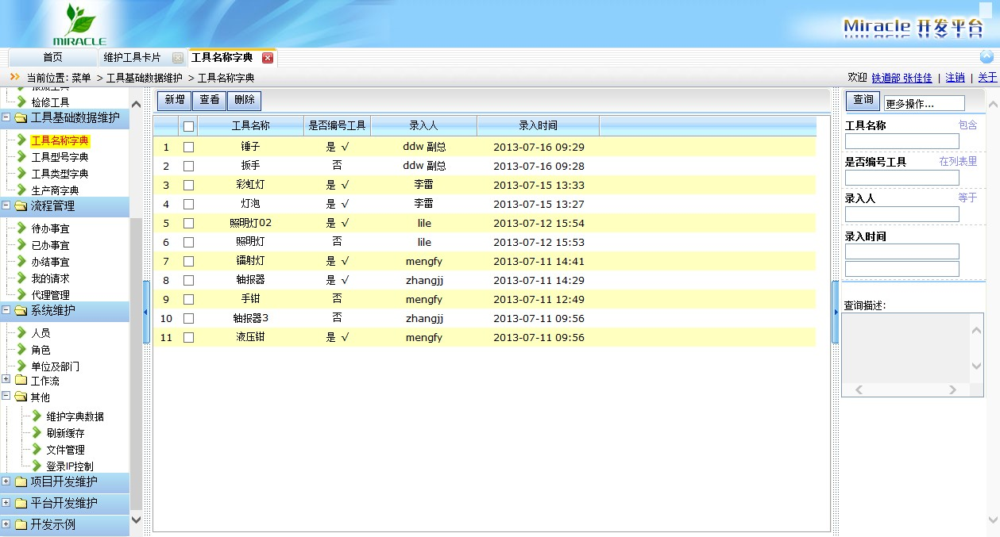 MIRACLE
Miracle 开发平台
首页 维护工具卡片 工具名称字典
当前位置: 菜单 > 工具基础数据维护 > 工具名称字典
欢迎 铁道部 张佳佳 | 注销 | 关于
检修工具
工具基础数据维护
工具名称字典
工具型号字典
工具类型字典
生产商字典
流程管理
待办事宜
已办事宜
办结事宜
我的请求
代理管理
系统维护
人员
角色
单位及部门
工作流
其他
维护字典数据
刷新缓存
文件管理
登录IP控制
项目开发维护
平台开发维护
开发示例
新增 查看 删除
工具名称 是否编号工具 录入人 录入时间
1 锤子 是 √ ddw 副总 2013-07-16 09:29
2 扳手 否 ddw 副总 2013-07-16 09:28
3 彩虹灯 是 √ 李雷 2013-07-15 13:33
4 灯泡 是 √ 李雷 2013-07-15 13:27
5 照明灯02 是 √ lile 2013-07-12 15:54
6 照明灯 否 lile 2013-07-12 15:53
7 镭射灯 是 √ mengfy 2013-07-11 14:41
8 轴报器 是 √ zhangjj 2013-07-11 14:29
9 手钳 否 mengfy 2013-07-11 12:49
10 轴报器3 否 zhangjj 2013-07-11 09:56
11 液压钳 是 √ mengfy 2013-07-11 09:56
查询 更多操作...
工具名称 包含
是否编号工具 在列表里
录入人 等于
录入时间
查询描述: